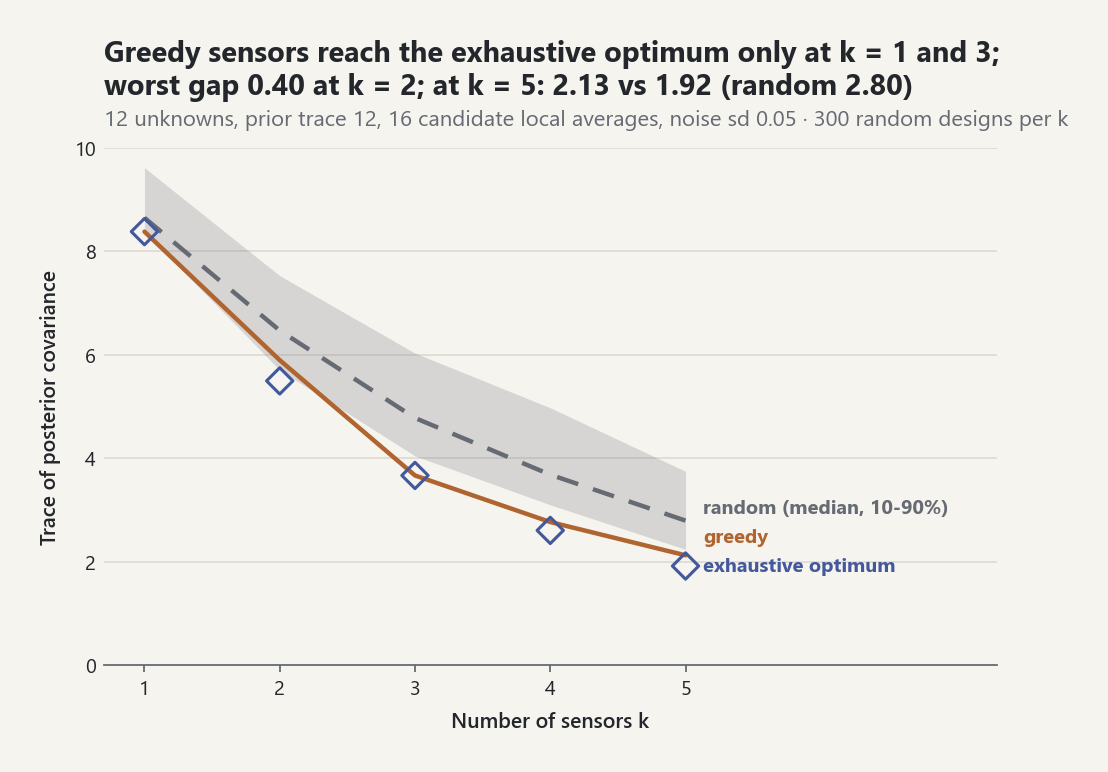 Greedy sensors reach the exhaustive optimum only at k = 1 and 3;
worst gap 0.40 at k = 2; at k = 5: 2.13 vs 1.92 (random 2.80)
12 unknowns, prior trace 12, 16 candidate local averages, noise sd 0.05 · 300 random designs per k
10
8
6
4
2
0
Trace of posterior covariance
random (median, 10-90%)
greedy
exhaustive optimum
1
2
3
4
5
Number of sensors k